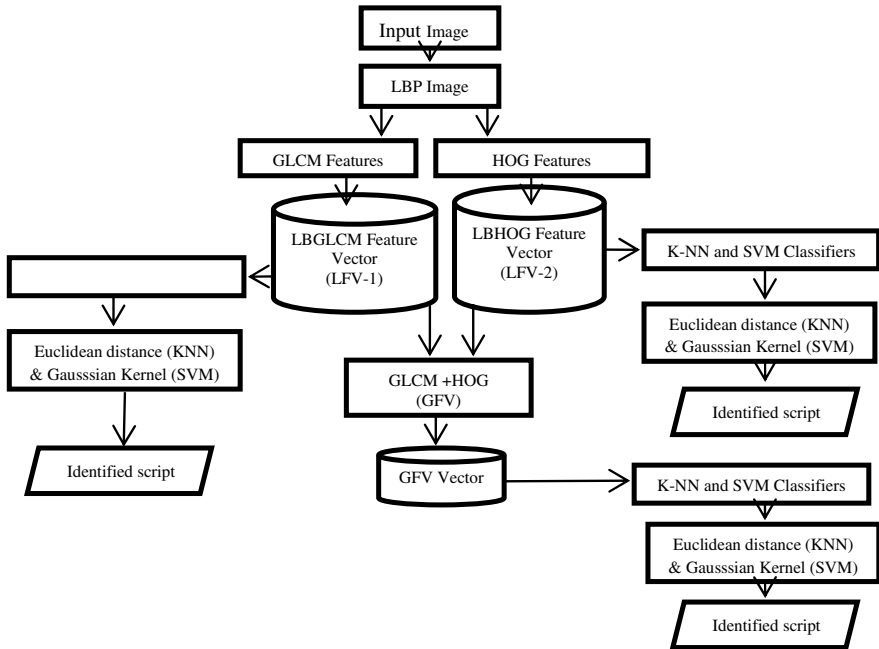 Input Image
LBP Image
GLCM Features
HOG Features
LBGLCM Feature
Vector
(LFV-1)
LBHOG Feature
Vector
(LFV-2)
K-NN and SVM Classifiers
Euclidean distance (KNN)
& Gausssian Kernel (SVM)
Identified script
Euclidean distance (KNN)
& Gausssian Kernel (SVM)
Identified script
GLCM +HOG
(GFV)
GFV Vector
K-NN and SVM Classifiers
Euclidean distance (KNN)
& Gausssian Kernel (SVM)
Identified script